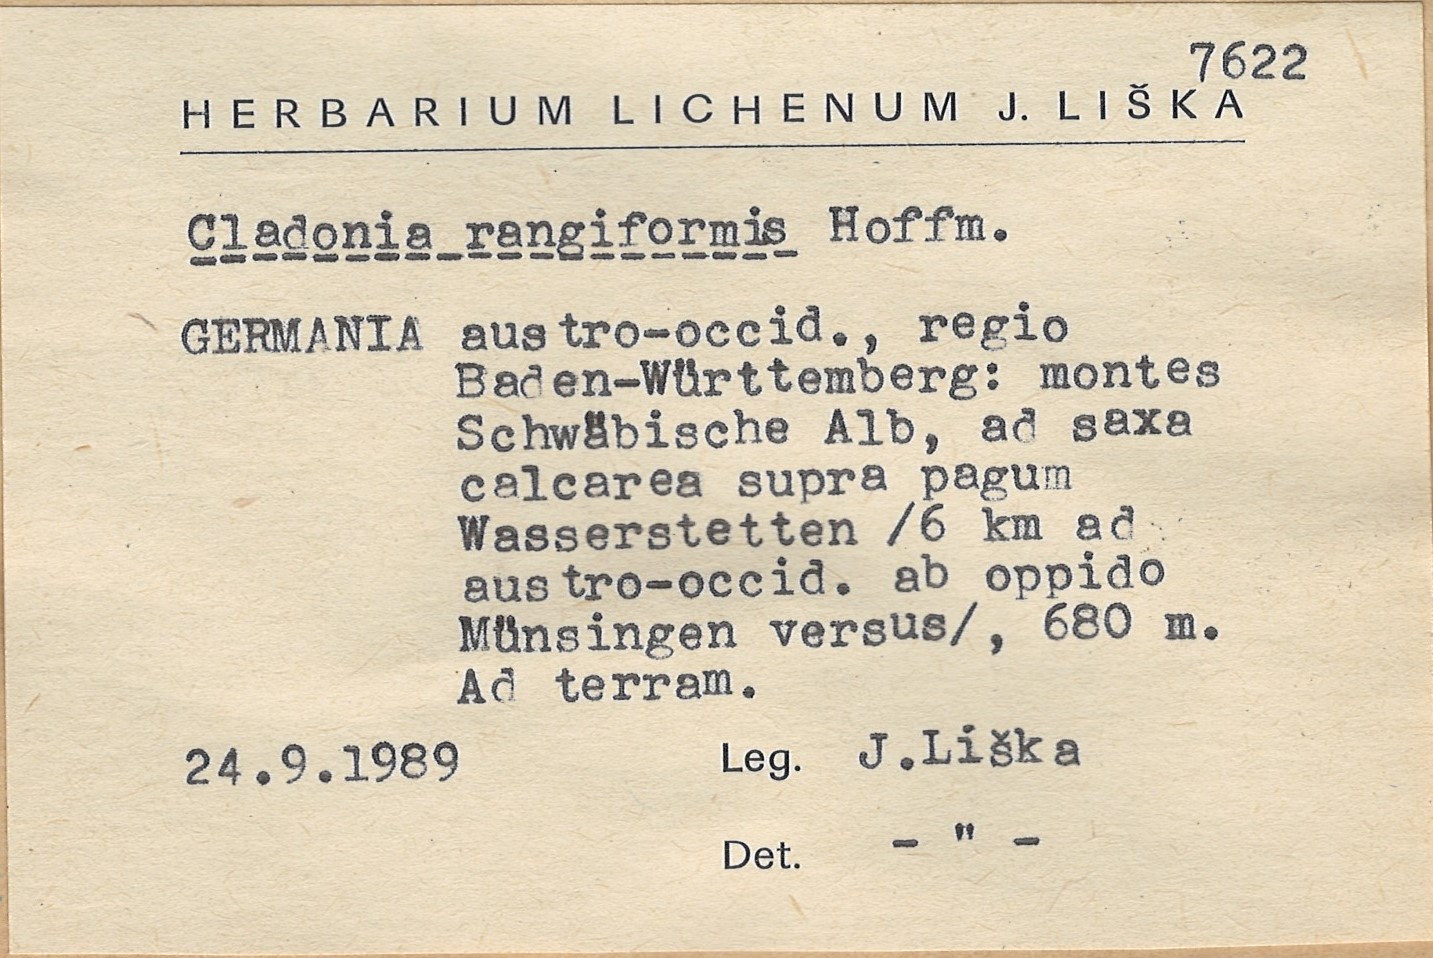 7622
HERBARIUM LICHENUM J. LIŠKA
Cladonia rangiformis Hoffm.
GERMANIA austro-occid., regio
Baden-Württemberg: montes
Schwäbische Alb, ad saxa
calcarea supra pagum
Wasserstetten /6 km ad
austro-occid. ab oppido
Münsingen versus/, 680 m.
Ad terram.
24.9.1989 Leg. J.Liška
Det. - " -